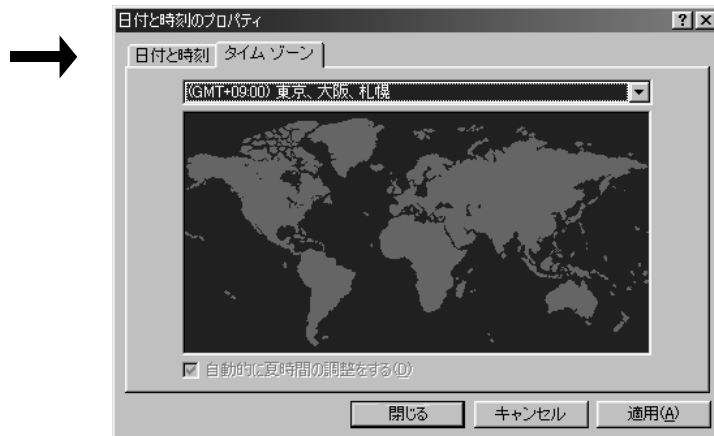 日付と時刻のプロパティ
日付と時刻 タイム ゾーン
(GMT+09:00) 東京、大阪、札幌
自動的に夏時間の調整をする(D)
閉じる キャンセル 適用(A)